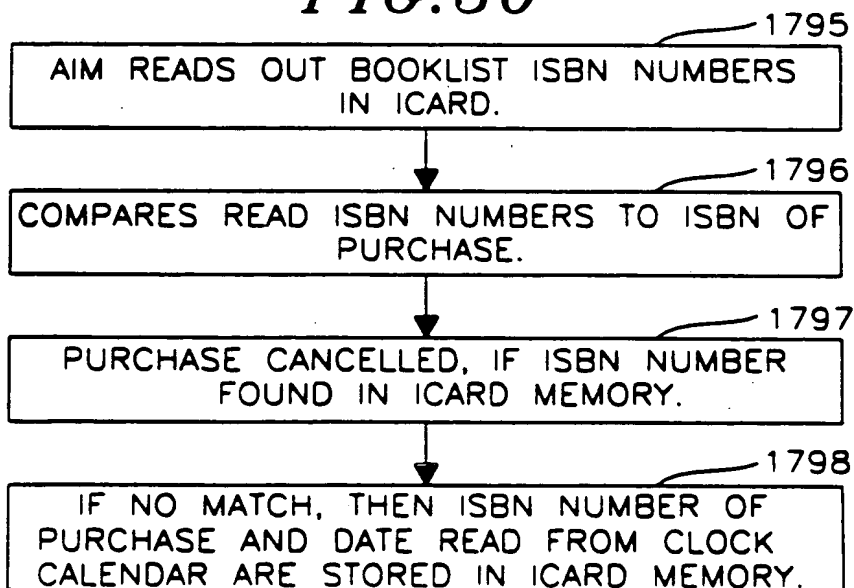 1795
AIM READS OUT BOOKLIST ISBN NUMBERS
IN ICARD.
1796
COMPARES READ ISBN NUMBERS TO ISBN OF
PURCHASE.
1797
PURCHASE CANCELLED, IF ISBN NUMBER
FOUND IN ICARD MEMORY.
1798
IF NO MATCH, THEN ISBN NUMBER OF
PURCHASE AND DATE READ FROM CLOCK
CALENDAR ARE STORED IN ICARD MEMORY.